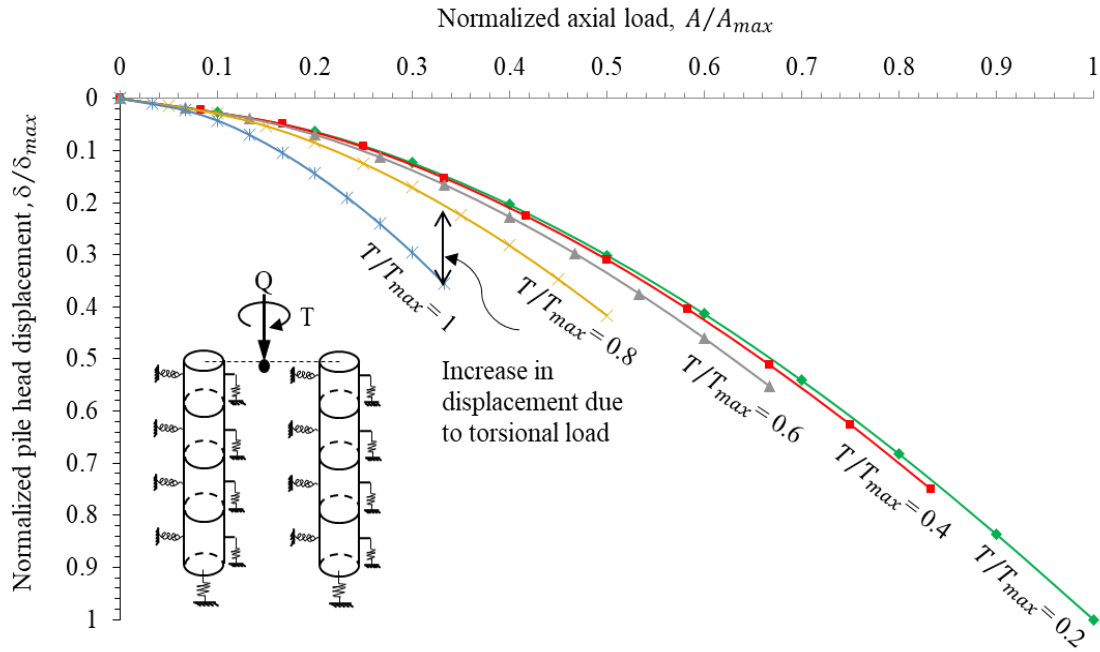 Normalized axial load, A/A_max
0 0.1 0.2 0.3 0.4 0.5 0.6 0.7 0.8 0.9 1
Normalized pile head displacement, δ/δ_max
0
0.1
0.2
0.3
0.4
0.5
0.6
0.7
0.8
0.9
1
T/T_max = 1
T/T_max = 0.8
T/T_max = 0.6
T/T_max = 0.4
T/T_max = 0.2
Increase in
displacement due
to torsional load
Q
T